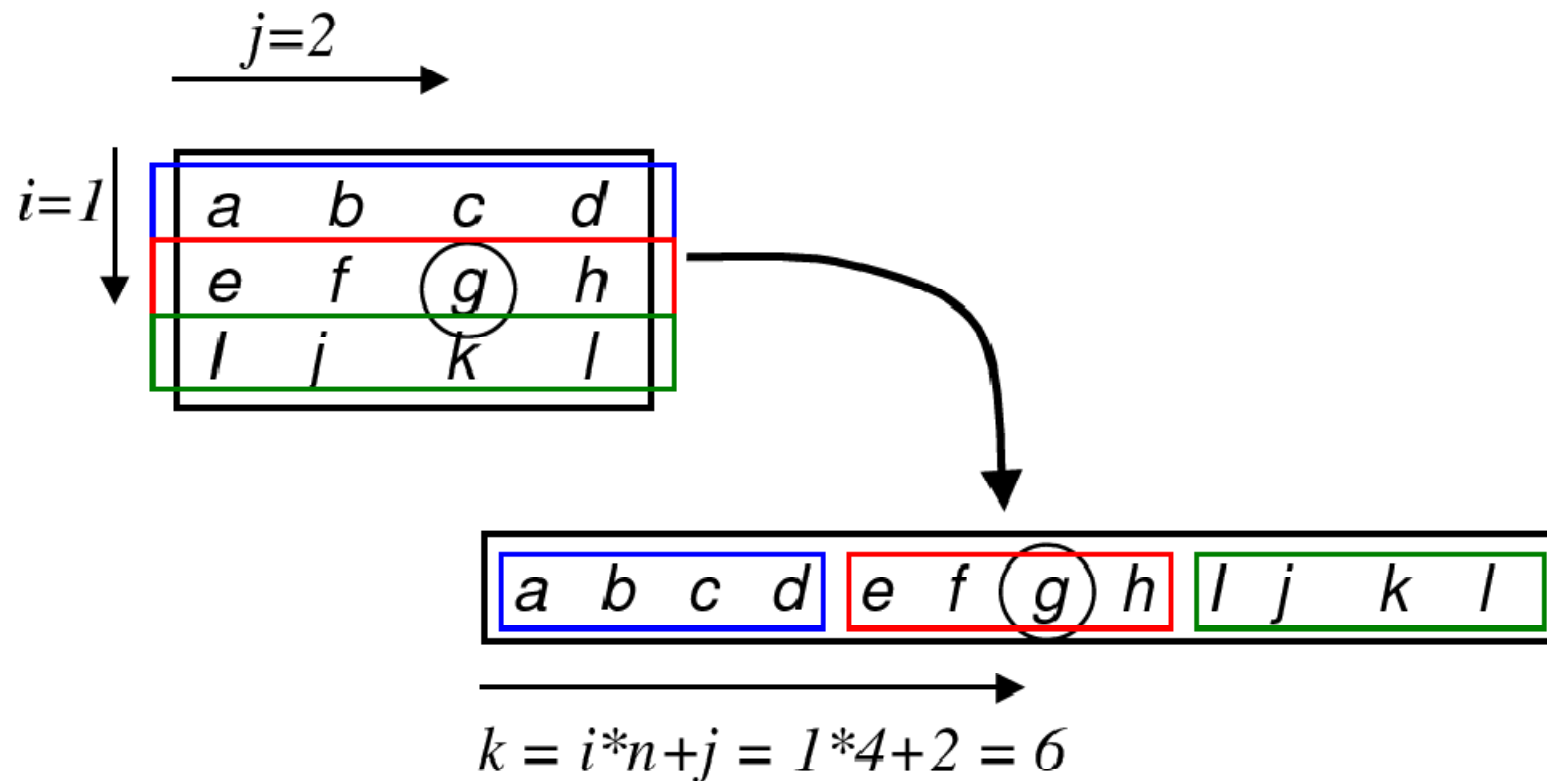 j=2
i=1
a b c d
e f g h
I j k l
a b c d e f g h I j k l
k = i*n+j = 1*4+2 = 6